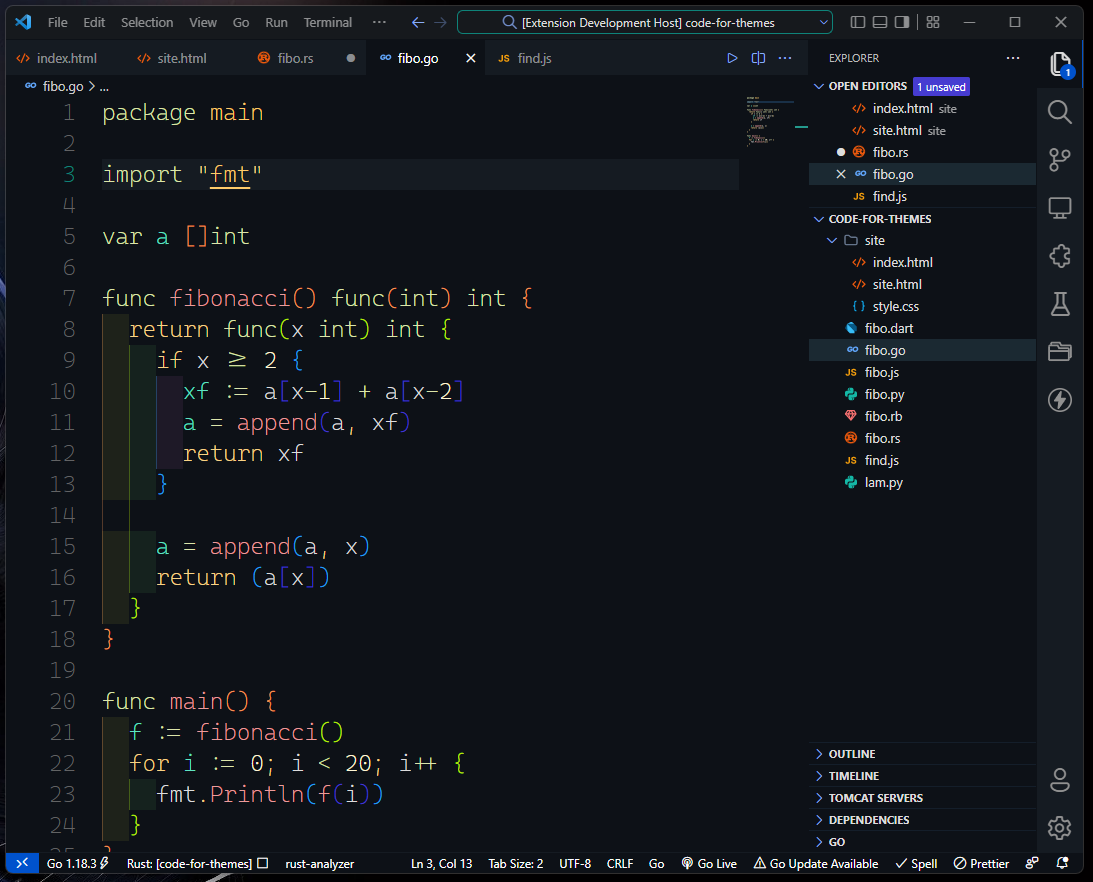 File Edit Selection View Go Run Terminal ··· [Extension Development Host] code-for-themes
index.html site.html fibo.rs fibo.go find.js
fibo.go > ...
1 package main
2
3 import "fmt"
4
5 var a []int
6
7 func fibonacci() func(int) int {
8 return func(x int) int {
9 if x ≥ 2 {
10 xf := a[x-1] + a[x-2]
11 a = append(a, xf)
12 return xf
13 }
14
15 a = append(a, x)
16 return (a[x])
17 }
18 }
19
20 func main() {
21 f := fibonacci()
22 for i := 0; i < 20; i++ {
23 fmt.Println(f(i))
24 }
25 }
EXPLORER ···
OPEN EDITORS 1 unsaved
index.html site
site.html site
fibo.rs
fibo.go
JS find.js
CODE-FOR-THEMES
site
index.html
site.html
style.css
fibo.dart
fibo.go
JS fibo.js
fibo.py
fibo.rb
fibo.rs
JS find.js
lam.py
OUTLINE
TIMELINE
TOMCAT SERVERS
DEPENDENCIES
GO
1
Go 1.18.3 Rust: [code-for-themes] rust-analyzer Ln 3, Col 13 Tab Size: 2 UTF-8 CRLF Go Go Live Go Update Available Spell Prettier